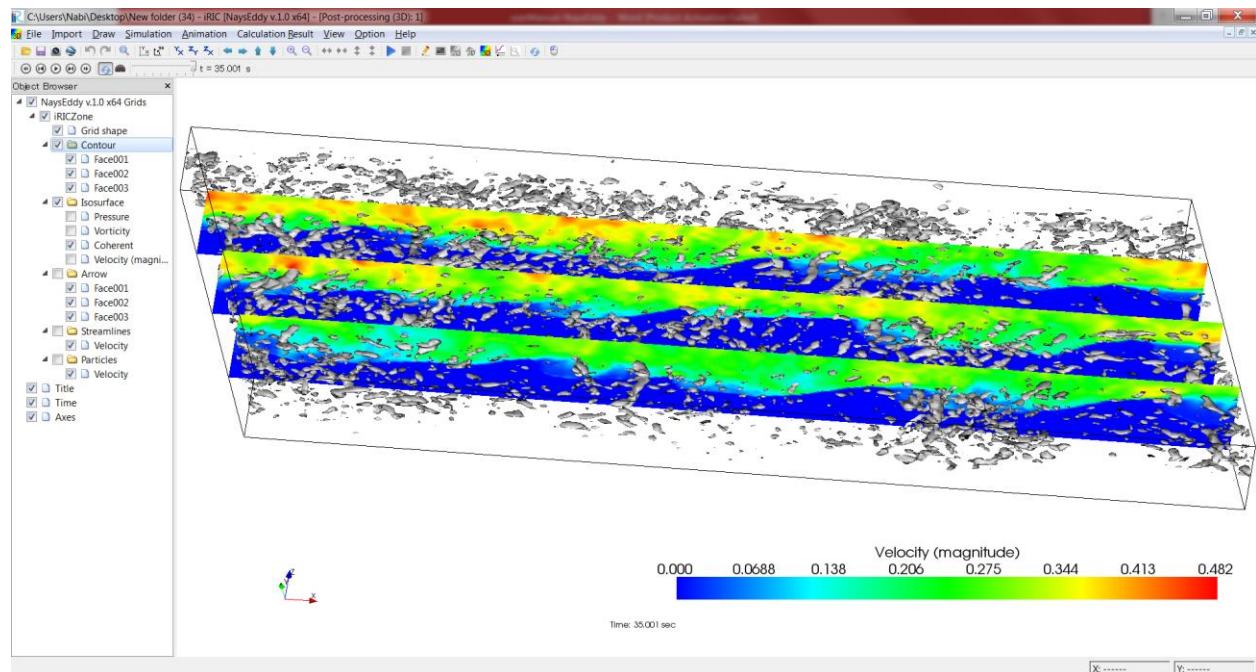 C:\Users\Nabi\Desktop\New folder (34) - iRIC [NaysEddy v.1.0 x64] - [Post-processing (3D): 1]
File Import Draw Simulation Animation Calculation Result View Option Help
t = 35.001 s
Object Browser x
NaysEddy v.1.0 x64 Grids
iRICZone
Grid shape
Contour
Face001
Face002
Face003
Isosurface
Pressure
Vorticity
Coherent
Velocity (magni...
Arrow
Face001
Face002
Face003
Streamlines
Velocity
Particles
Velocity
Title
Time
Axes
Velocity (magnitude)
0.000 0.0688 0.138 0.206 0.275 0.344 0.413 0.482
Z
X
Time: 35.001 sec
X: ------ Y: ------